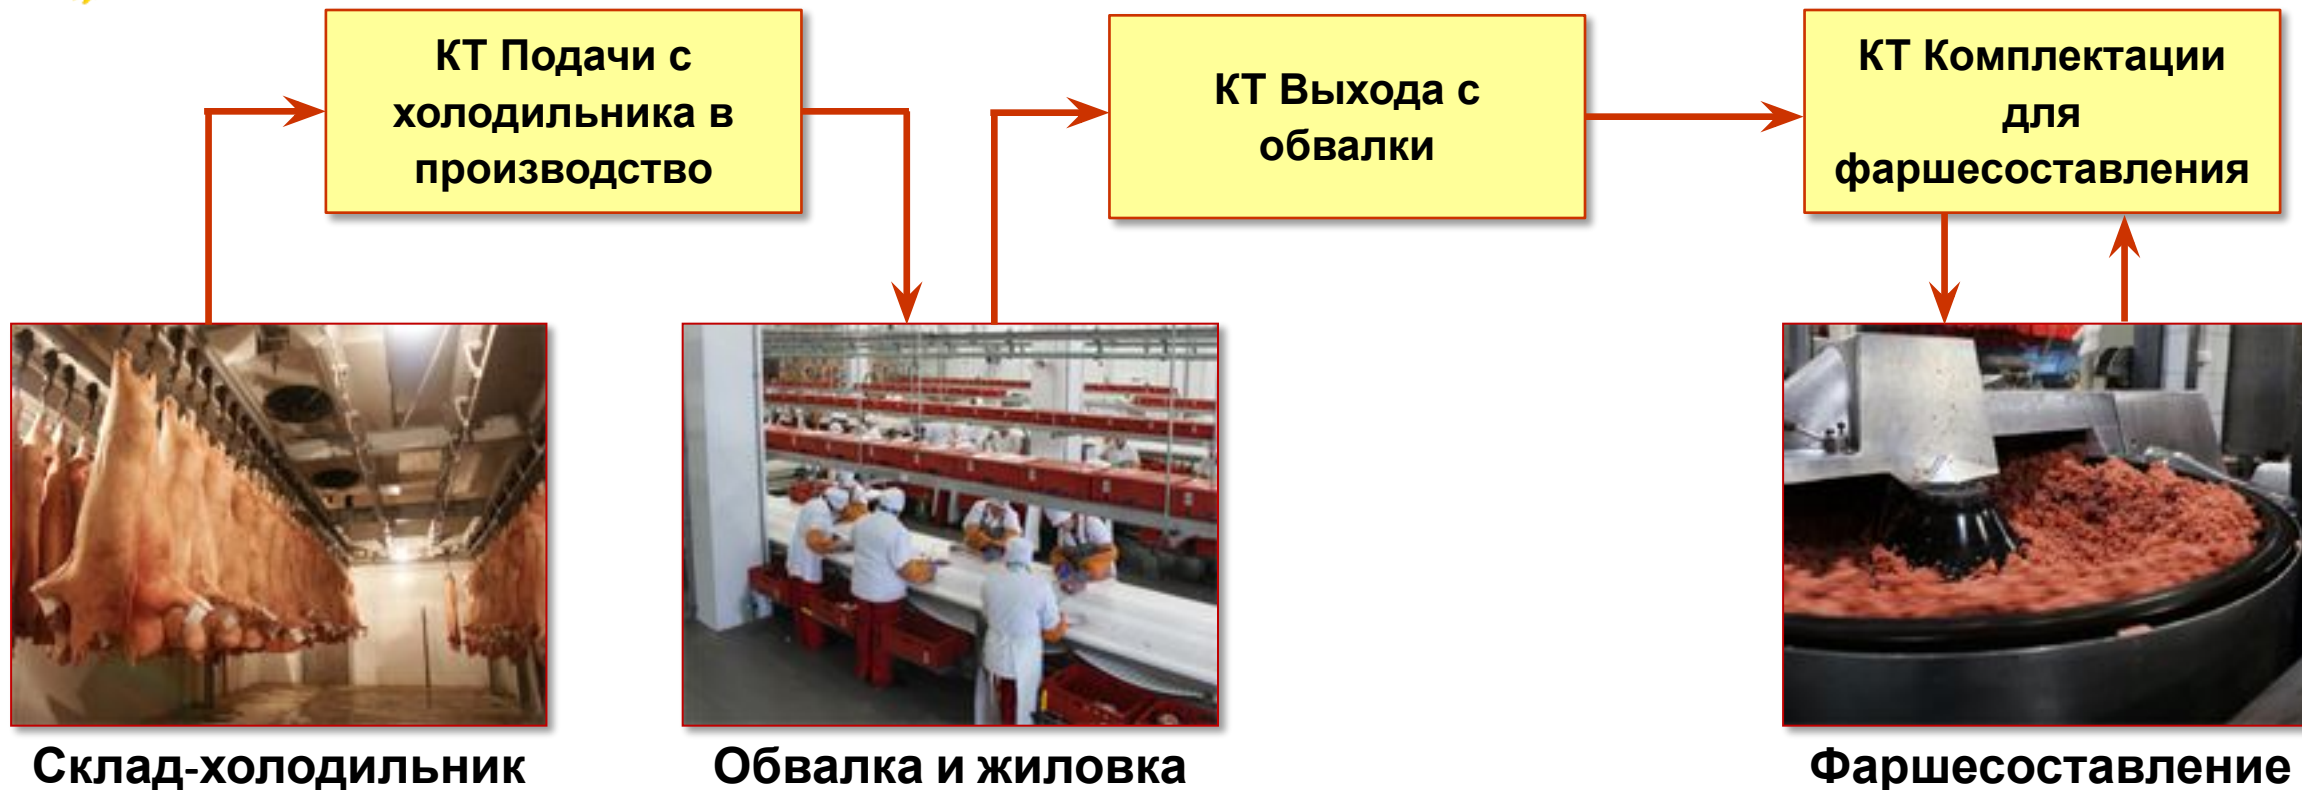 КТ Подачи с
холодильника в
производство
КТ Выхода с
обвалки
КТ Комплектации
для
фаршесоставления
Склад-холодильник
Обвалка и жиловка
Фаршесоставление